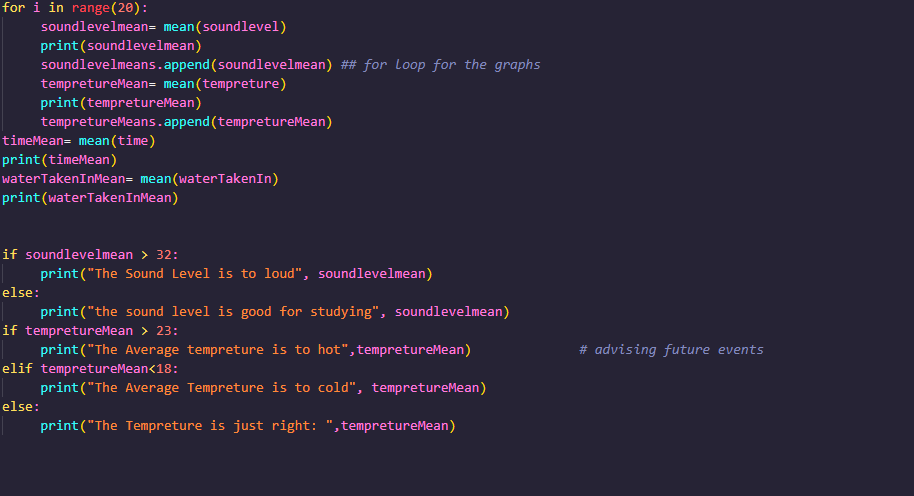 for i in range(20):
     soundlevelmean= mean(soundlevel)
     print(soundlevelmean)
     soundlevelmeans.append(soundlevelmean) ## for loop for the graphs
     tempretureMean= mean(tempreture)
     print(tempretureMean)
     tempretureMeans.append(tempretureMean)
timeMean= mean(time)
print(timeMean)
waterTakenInMean= mean(waterTakenIn)
print(waterTakenInMean)
if soundlevelmean > 32:
     print("The Sound Level is to loud", soundlevelmean)
else:
     print("the sound level is good for studying", soundlevelmean)
if tempretureMean > 23:
     print("The Average tempreture is to hot",tempretureMean)              # advising future events
elif tempretureMean<18:
     print("The Average Tempreture is to cold", tempretureMean)
else:
     print("The Tempreture is just right: ",tempretureMean)